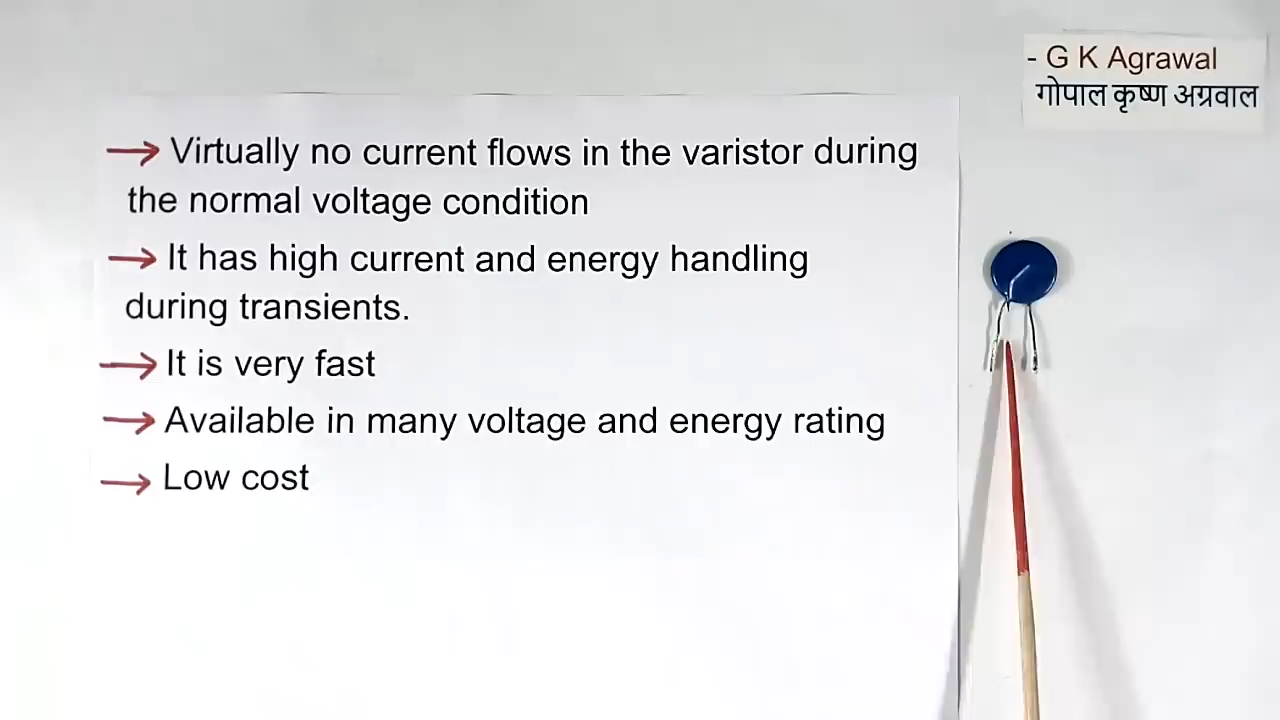 - G K Agrawal
गोपाल कृष्ण अग्रवाल
→ Virtually no current flows in the varistor during
the normal voltage condition
→ It has high current and energy handling
during transients.
→ It is very fast
→ Available in many voltage and energy rating
→ Low cost